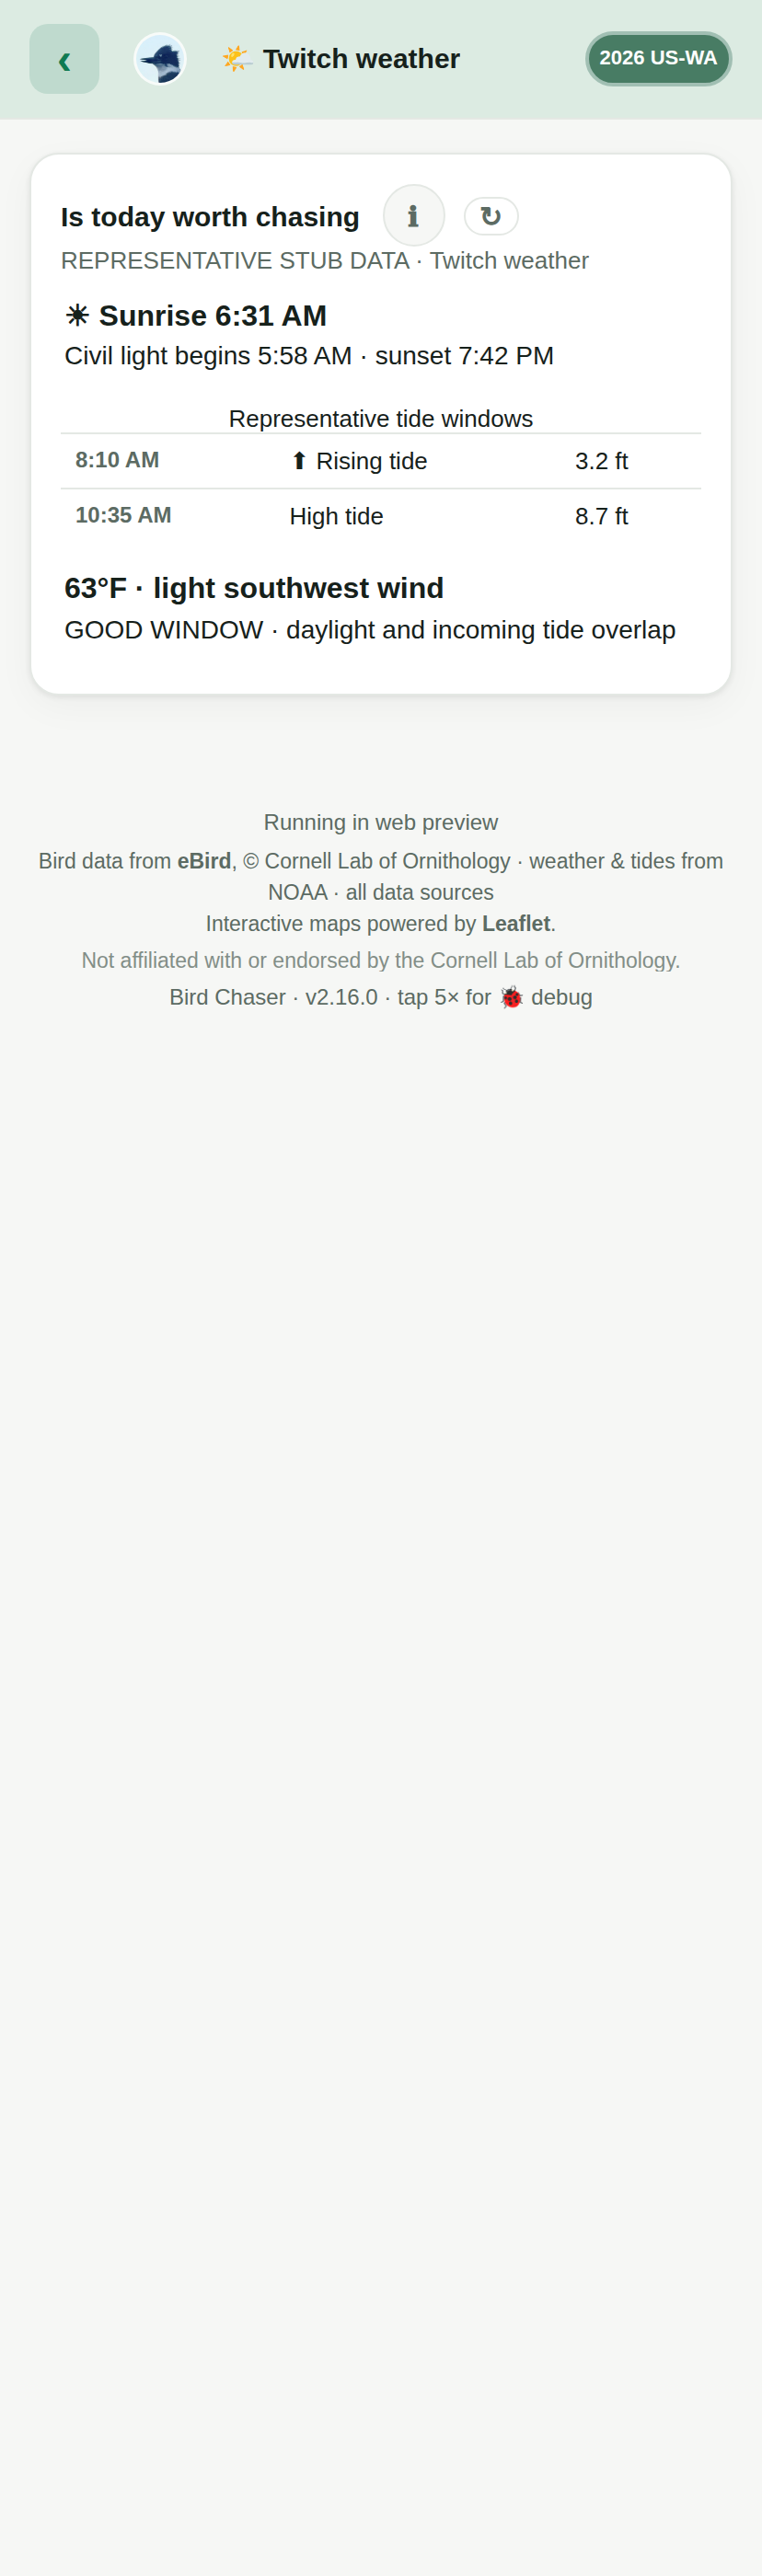 ‹ 🌤️ Twitch weather 2026 US-WA
Is today worth chasing ℹ ↻
REPRESENTATIVE STUB DATA · Twitch weather
☀ Sunrise 6:31 AM
Civil light begins 5:58 AM · sunset 7:42 PM
Representative tide windows
8:10 AM ⬆ Rising tide 3.2 ft
10:35 AM High tide 8.7 ft
63°F · light southwest wind
GOOD WINDOW · daylight and incoming tide overlap
Running in web preview
Bird data from eBird, © Cornell Lab of Ornithology · weather & tides from
NOAA · all data sources
Interactive maps powered by Leaflet.
Not affiliated with or endorsed by the Cornell Lab of Ornithology.
Bird Chaser · v2.16.0 · tap 5× for 🐞 debug